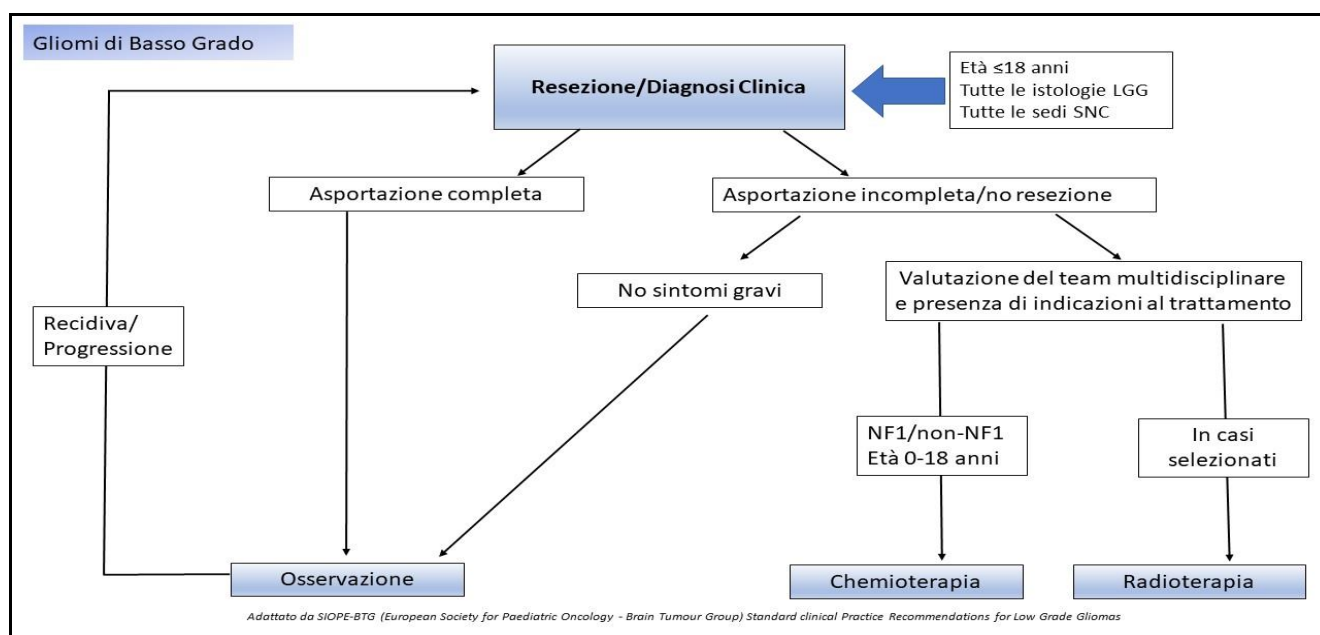 Gliomi di Basso Grado
Resezione/Diagnosi Clinica
Età ≤18 anni
Tutte le istologie LGG
Tutte le sedi SNC
Asportazione completa
Asportazione incompleta/no resezione
No sintomi gravi
Valutazione del team multidisciplinare
e presenza di indicazioni al trattamento
Recidiva/
Progressione
NF1/non-NF1
Età 0-18 anni
In casi
selezionati
Osservazione
Chemioterapia
Radioterapia
Adattato da SIOPE-BTG (European Society for Paediatric Oncology - Brain Tumour Group) Standard clinical Practice Recommendations for Low Grade Gliomas